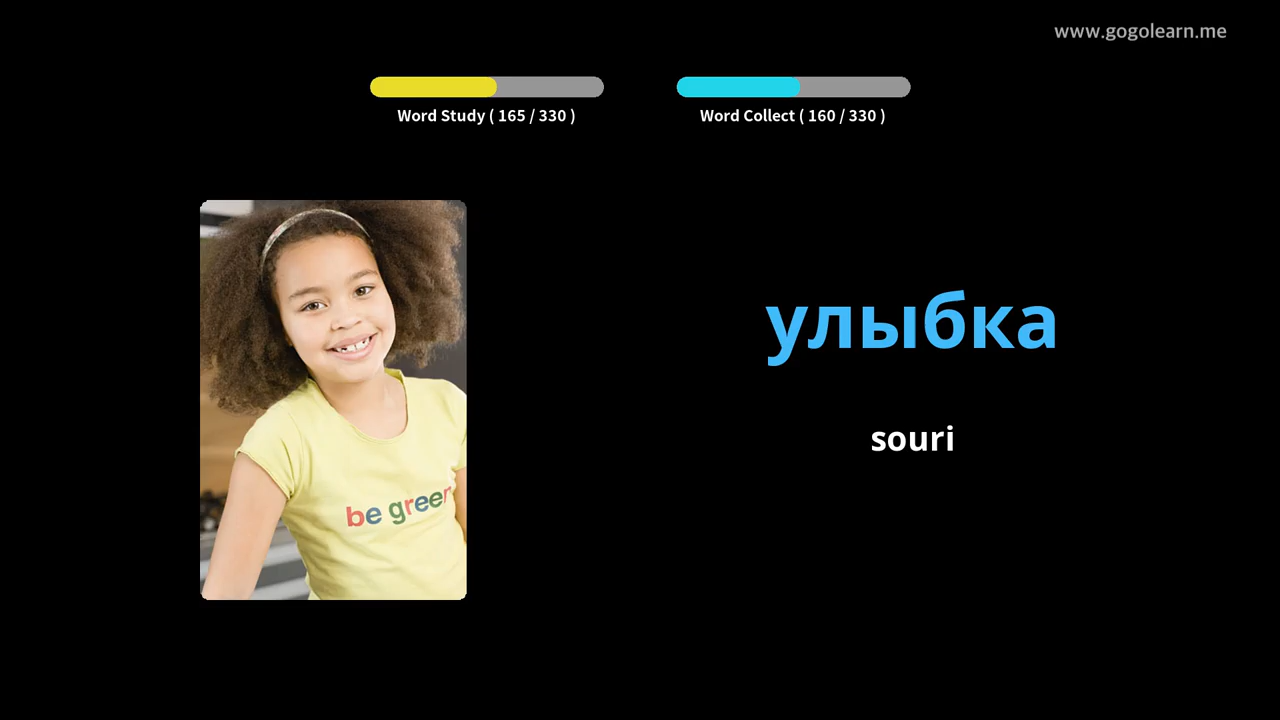 www.gogolearn.me
Word Study ( 165 / 330 )
Word Collect ( 160 / 330 )
улыбка
souri
be green